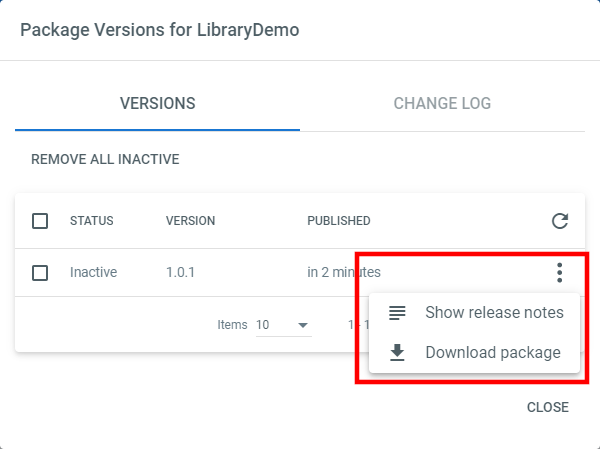 Package Versions for LibraryDemo
VERSIONS CHANGE LOG
REMOVE ALL INACTIVE
STATUS VERSION PUBLISHED
Inactive 1.0.1 in 2 minutes
Items 10 1 - 1
Show release notes
Download package
CLOSE